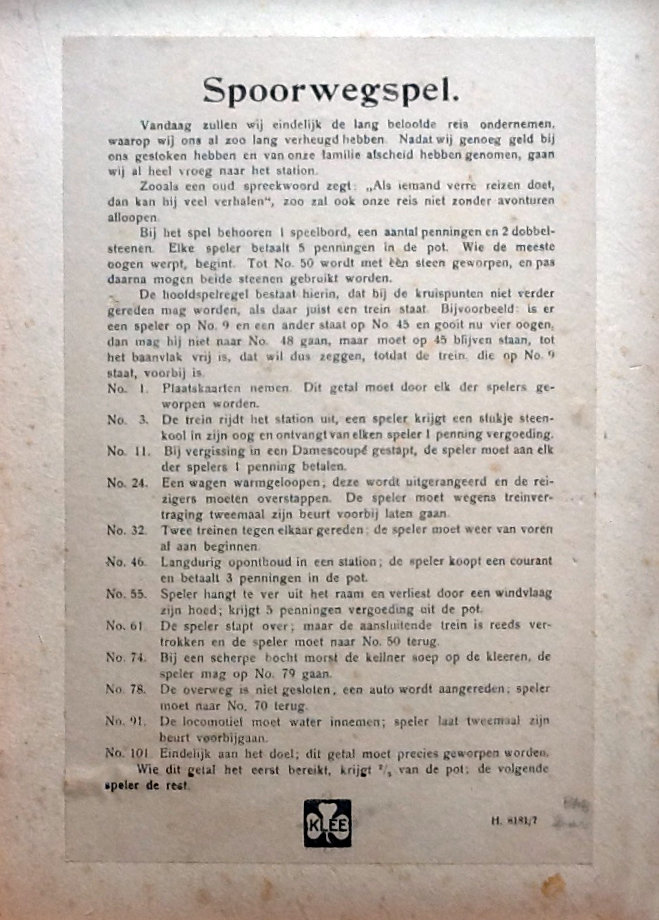 Spoorwegspel.
Vandaag zullen wij eindelijk de lang beloofde reis ondernemen,
waarop wij ons al zoo lang verheugd hebben. Nadat wij genoeg geld bij
ons gestoken hebben en van onze familie afscheid hebben genomen, gaan
wij al heel vroeg naar het station.
Zooals een oud spreekwoord zegt: „Als iemand verre reizen doet,
dan kan hij veel verhalen", zoo zal ook onze reis niet zonder avonturen
afloopen.
Bij het spel behooren 1 speelbord, een aantal penningen en 2 dobbel-
steenen. Elke speler betaalt 5 penningen in de pot. Wie de meeste
oogen werpt, begint. Tot No. 50 wordt met één steen geworpen, en pas
daarna mogen beide steenen gebruikt worden.
De hoofdspelregel bestaat hierin, dat bij de kruispunten niet verder
gereden mag worden, als daar juist een trein staat. Bijvoorbeeld: is er
een speler op No. 9 en een ander staat op No. 45 en gooit nu vier oogen,
dan mag hij niet naar No. 48 gaan, maar moet op 45 blijven staan, tot
het baanvlak vrij is, dat wil dus zeggen, totdat de trein, die op No. 9
staat, voorbij is.
No. 1. Plaatskaarten nemen. Dit getal moet door elk der spelers ge-
worpen worden.
No. 3. De trein rijdt het station uit, een speler krijgt een stukje steen-
kool in zijn oog en ontvangt van elken speler 1 penning vergoeding.
No. 11. Bij vergissing in een Damescoupé gestapt, de speler moet aan elk
der spelers 1 penning betalen.
No. 24. Een wagen warmgeloopen; deze wordt uitgerangeerd en de rei-
zigers moeten overstappen. De speler moet wegens treinver-
traging tweemaal zijn beurt voorbij laten gaan.
No. 32. Twee treinen tegen elkaar gereden: de speler moet weer van voren
af aan beginnen.
No. 46. Langdurig oponthoud in een station; de speler koopt een courant
en betaalt 3 penningen in de pot.
No. 55. Speler hangt te ver uit het raam en verliest door een windvlaag
zijn hoed; krijgt 5 penningen vergoeding uit de pot.
No. 61. De speler stapt over; maar de aansluitende trein is reeds ver-
trokken en de speler moet naar No. 50 terug.
No. 74. Bij een scherpe bocht morst de kellner soep op de kleeren, de
speler mag op No. 79 gaan.
No. 78. De overweg is niet gesloten, een auto wordt aangereden; speler
moet naar No. 70 terug.
No. 91. De locomotief moet water innemen; speler laat tweemaal zijn
beurt voorbijgaan.
No. 101. Eindelijk aan het doel; dit getal moet precies geworpen worden.
Wie dit getal het eerst bereikt, krijgt ²/₃ van de pot; de volgende
speler de rest.
KLEE
H. 8181/7